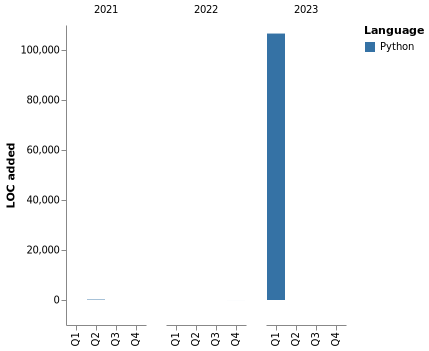 2021 2022 2023
Language
Python
LOC added
100,000
80,000
60,000
40,000
20,000
0
Q1 Q2 Q3 Q4 Q1 Q2 Q3 Q4 Q1 Q2 Q3 Q4